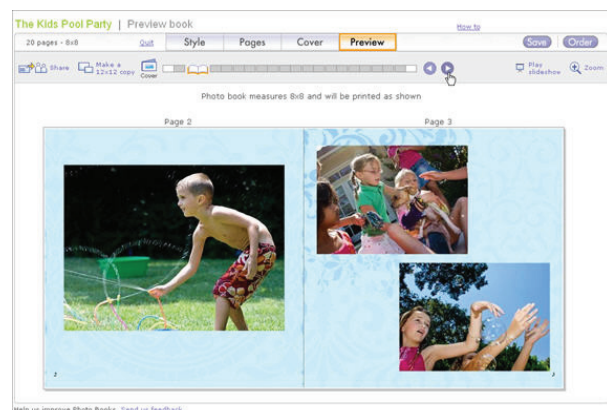 The Kids Pool Party | Preview book
How to
20 pages - 8x8 Quit Style Pages Cover Preview Save Order
Share Make a 12x12 copy Cover Play slideshow Zoom
Photo book measures 8x8 and will be printed as shown
Page 2 Page 3
Help us improve Photo Books. Send us feedback